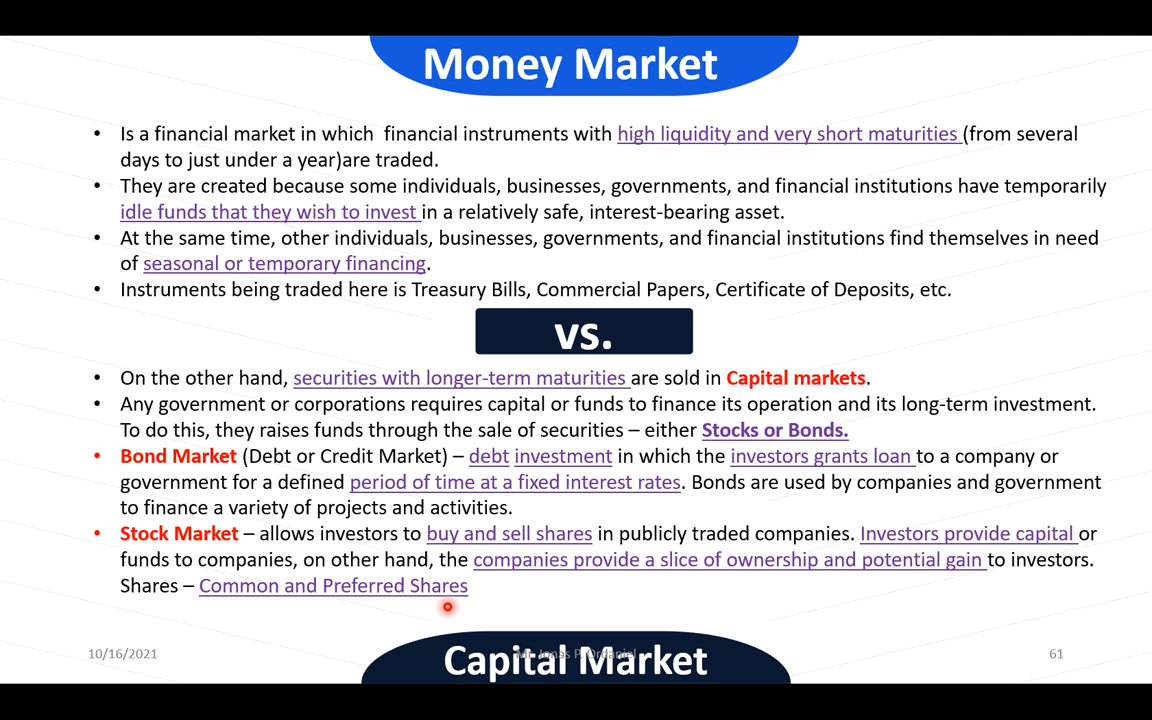 Money Market
• Is a financial market in which  financial instruments with high liquidity and very short maturities (from several
days to just under a year)are traded.
• They are created because some individuals, businesses, governments, and financial institutions have temporarily
idle funds that they wish to invest in a relatively safe, interest-bearing asset.
• At the same time, other individuals, businesses, governments, and financial institutions find themselves in need
of seasonal or temporary financing.
• Instruments being traded here is Treasury Bills, Commercial Papers, Certificate of Deposits, etc.
vs.
• On the other hand, securities with longer-term maturities are sold in Capital markets.
• Any government or corporations requires capital or funds to finance its operation and its long-term investment.
To do this, they raises funds through the sale of securities – either Stocks or Bonds.
• Bond Market (Debt or Credit Market) – debt investment in which the investors grants loan to a company or
government for a defined period of time at a fixed interest rates. Bonds are used by companies and government
to finance a variety of projects and activities.
• Stock Market – allows investors to buy and sell shares in publicly traded companies. Investors provide capital or
funds to companies, on other hand, the companies provide a slice of ownership and potential gain to investors.
Shares – Common and Preferred Shares
10/16/2021
Capital Market
61